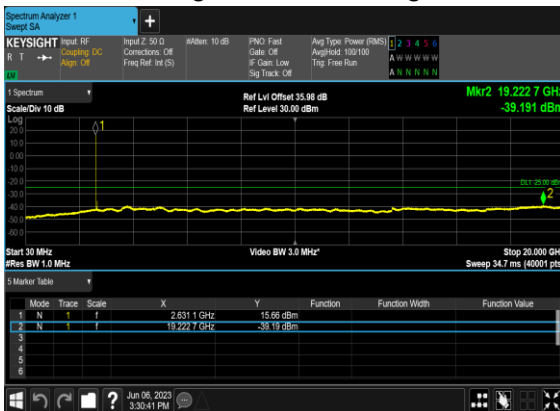 Spectrum Analyzer 1
Swept SA
+
KEYSIGHT
R T
LV
Input: RF
Coupling: DC
Align: Off
Input Z: 50 Ω
Corrections: Off
Freq Ref: Int (S)
#Atten: 10 dB
PNO: Fast
Gate: Off
IF Gain: Low
Sig Track: Off
Avg Type: Power (RMS)
Avg|Hold: 100/100
Trig: Free Run
1 2 3 4 5 6
A W W W W W
A N N N N N
1 Spectrum
Scale/Div 10 dB
Ref Lvl Offset 35.98 dB
Ref Level 30.00 dBm
Mkr2 19.222 7 GHz
-39.191 dBm
Log
20.0
10.0
0.00
-10.0
-20.0
-30.0
-40.0
-50.0
-60.0
1
DL1 -25.00 dBm
2
Start 30 MHz
#Res BW 1.0 MHz
Video BW 3.0 MHz*
Stop 20.000 GH
Sweep 34.7 ms (40001 pts
5 Marker Table
Mode Trace Scale X Y Function Function Width Function Value
1 N 1 f 2.631 1 GHz 15.66 dBm
2 N 1 f 19.222 7 GHz -39.19 dBm
3
4
5
6
?
Jun 06, 2023
3:30:41 PM